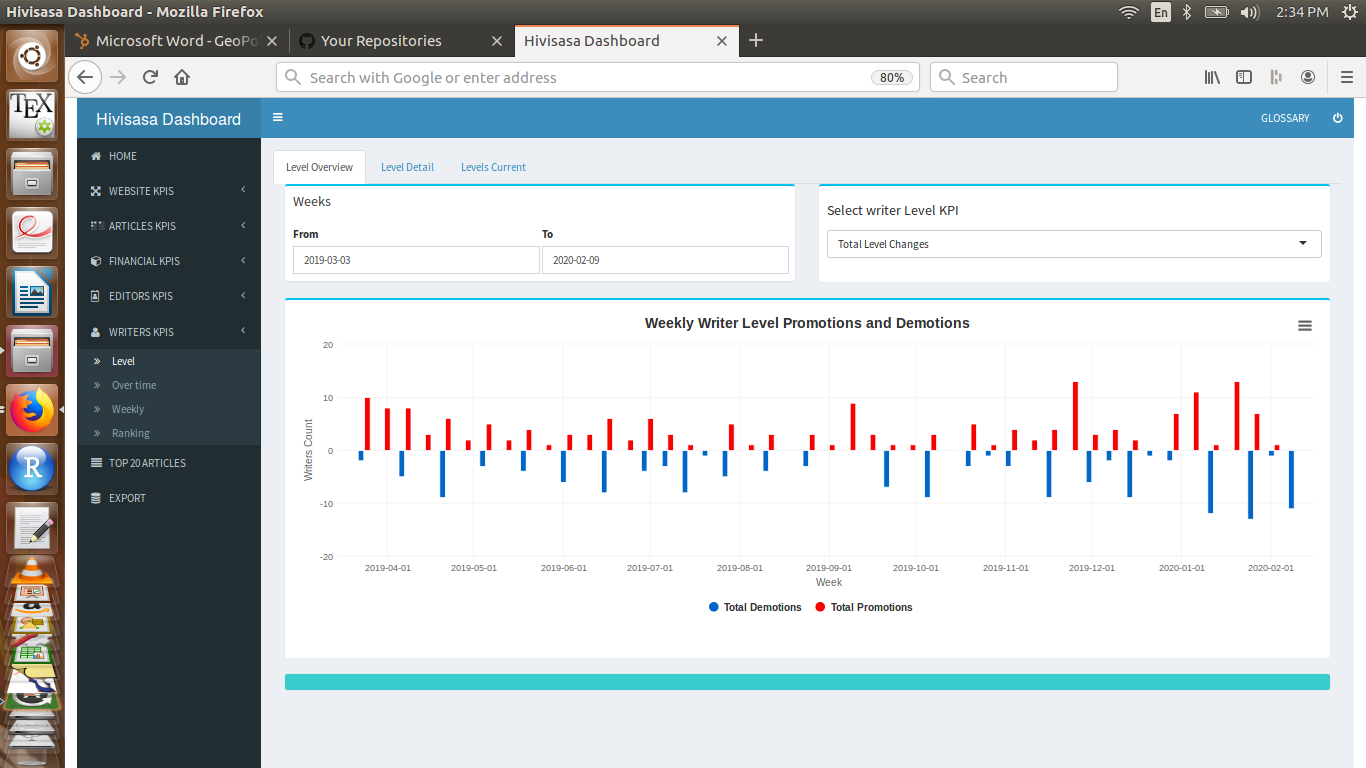 Hivisasa Dashboard - Mozilla Firefox
En
2:34 PM
Microsoft Word - GeoPo
Your Repositories
Hivisasa Dashboard
Search with Google or enter address
80%
Search
Hivisasa Dashboard
GLOSSARY
HOME
WEBSITE KPIS
ARTICLES KPIS
FINANCIAL KPIS
EDITORS KPIS
WRITERS KPIS
Level
Over time
Weekly
Ranking
TOP 20 ARTICLES
EXPORT
Level Overview
Level Detail
Levels Current
Weeks
From
To
2019-03-03
2020-02-09
Select writer Level KPI
Total Level Changes
Weekly Writer Level Promotions and Demotions
Writers Count
20
10
0
-10
-20
2019-04-01
2019-05-01
2019-06-01
2019-07-01
2019-08-01
2019-09-01
2019-10-01
2019-11-01
2019-12-01
2020-01-01
2020-02-01
Week
Total Demotions
Total Promotions
TEX
R